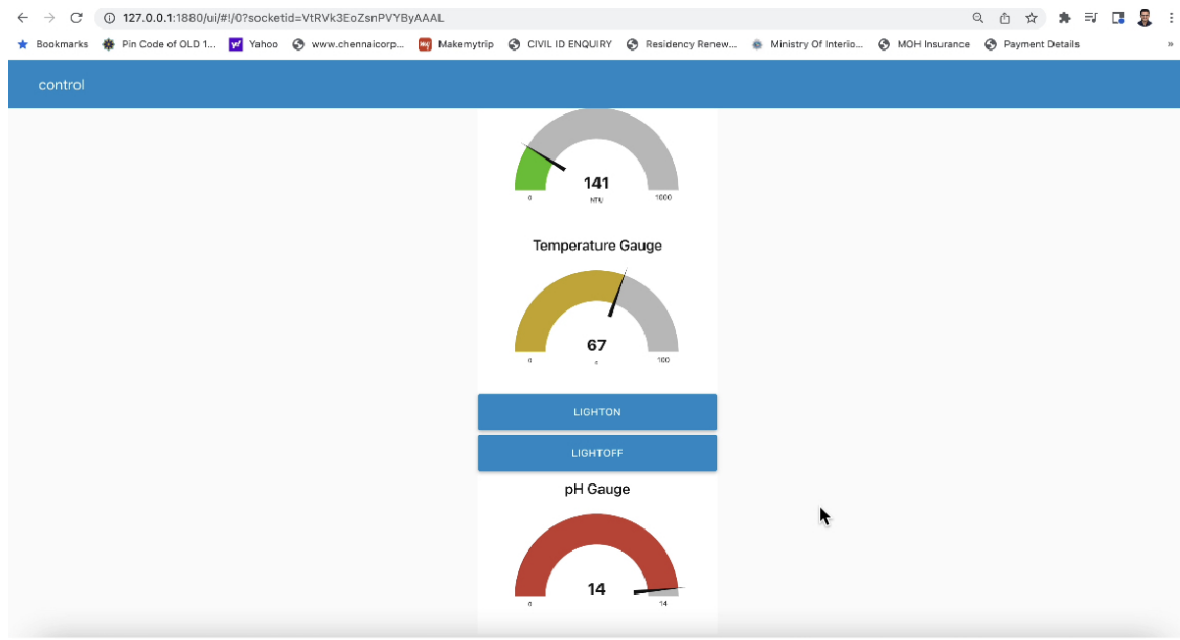 127.0.0.1:1880/ui/#!/0?socketid=VtRVk3EoZsnPVYByAAAL
Bookmarks Pin Code of OLD 1... Yahoo www.chennaicorp... Makemytrip CIVIL ID ENQUIRY Residency Renew... Ministry Of Interio... MOH Insurance Payment Details »
control
141
0 NTU 1000
Temperature Gauge
67
0 c 100
LIGHTON
LIGHTOFF
pH Gauge
14
0 14